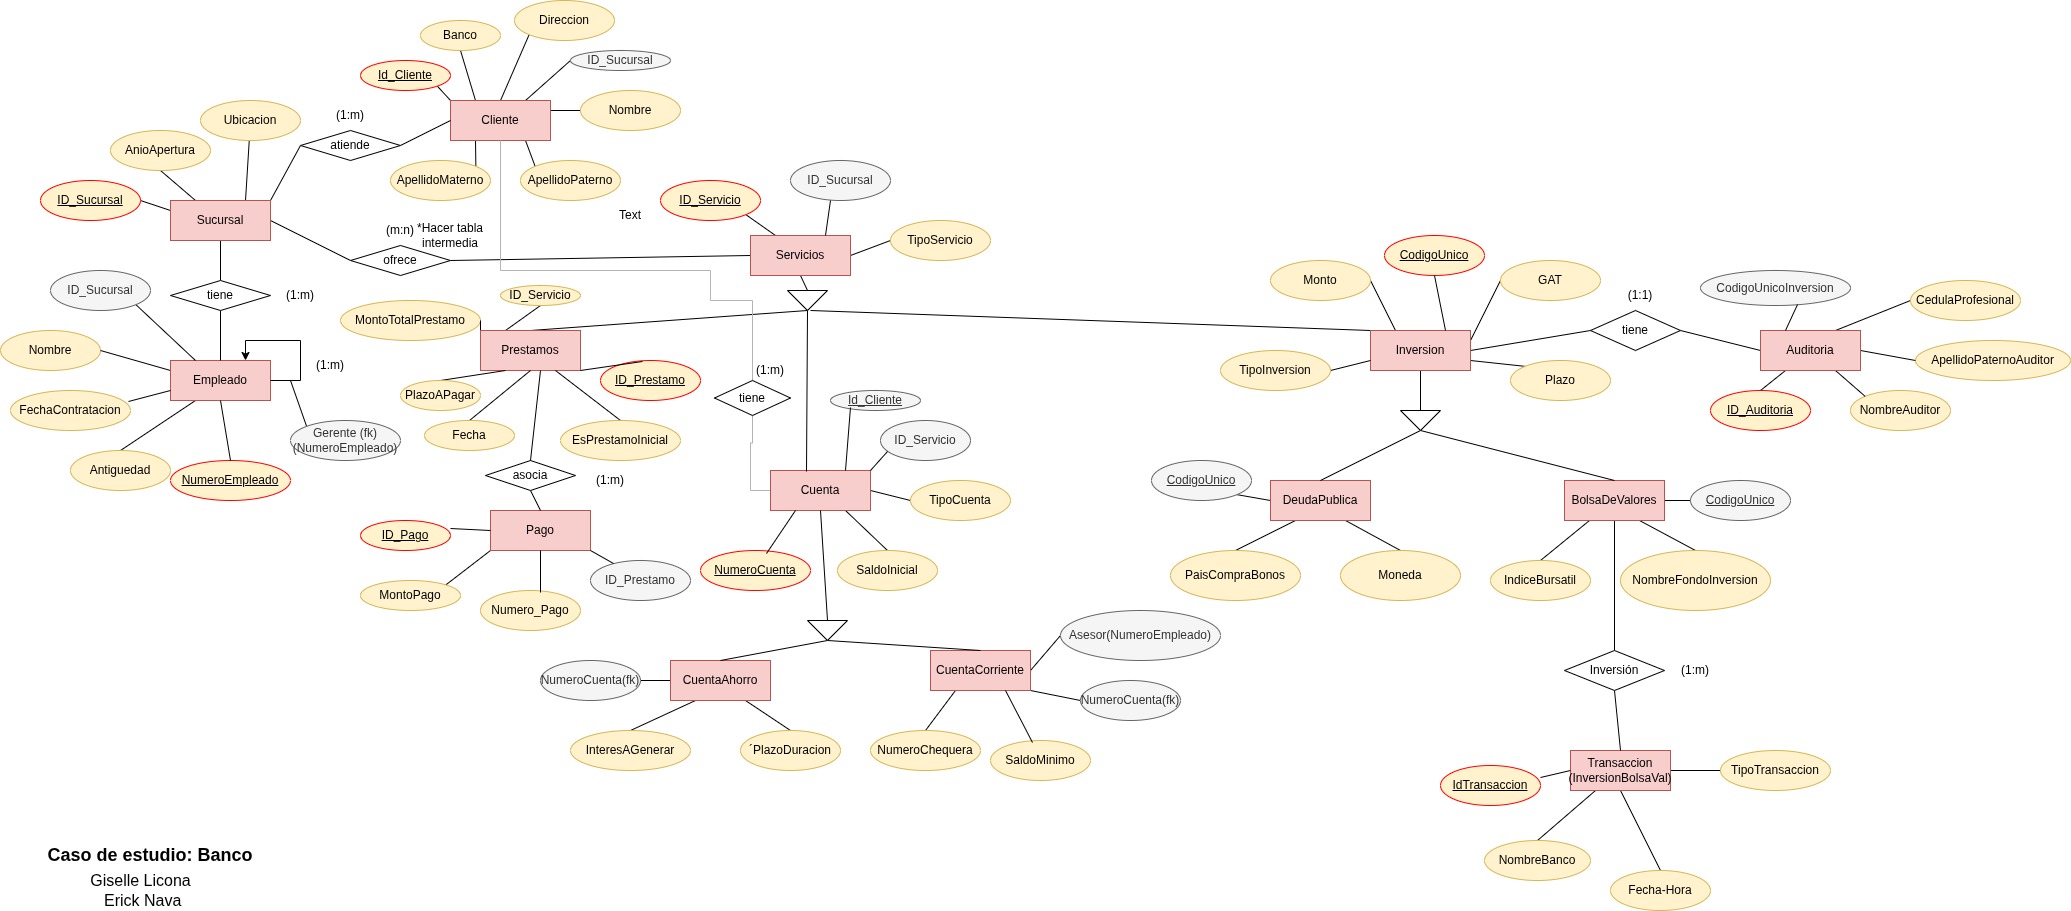 Direccion
Banco
ID_Sucursal
Id_Cliente
Nombre
Cliente
Ubicacion
(1:m)
atiende
AnioApertura
ApellidoMaterno
ApellidoPaterno
ID_Sucursal
Sucursal
Text
ID_Servicio
ID_Sucursal
TipoServicio
(m:n)
*Hacer tabla
intermedia
ofrece
Servicios
ID_Sucursal
tiene
(1:m)
Nombre
Empleado
(1:m)
FechaContratacion
Gerente (fk)
(NumeroEmpleado)
Antiguedad
NumeroEmpleado
ID_Servicio
MontoTotalPrestamo
Prestamos
PlazoAPagar
ID_Prestamo
Fecha
EsPrestamoInicial
asocia
(1:m)
ID_Pago
Pago
MontoPago
Numero_Pago
ID_Prestamo
(1:m)
tiene
Id_Cliente
ID_Servicio
Cuenta
TipoCuenta
NumeroCuenta
SaldoInicial
NumeroCuenta(fk)
CuentaAhorro
InteresAGenerar
´PlazoDuracion
CuentaCorriente
Asesor(NumeroEmpleado)
NumeroCuenta(fk)
NumeroChequera
SaldoMinimo
CodigoUnico
Monto
GAT
Inversion
TipoInversion
Plazo
(1:1)
tiene
CodigoUnicoInversion
CedulaProfesional
Auditoria
ApellidoPaternoAuditor
ID_Auditoria
NombreAuditor
CodigoUnico
DeudaPublica
PaisCompraBonos
Moneda
BolsaDeValores
CodigoUnico
IndiceBursatil
NombreFondoInversion
Inversión
(1:m)
Transaccion
(InversionBolsaVal)
IdTransaccion
TipoTransaccion
NombreBanco
Fecha-Hora
Caso de estudio: Banco
Giselle Licona
Erick Nava